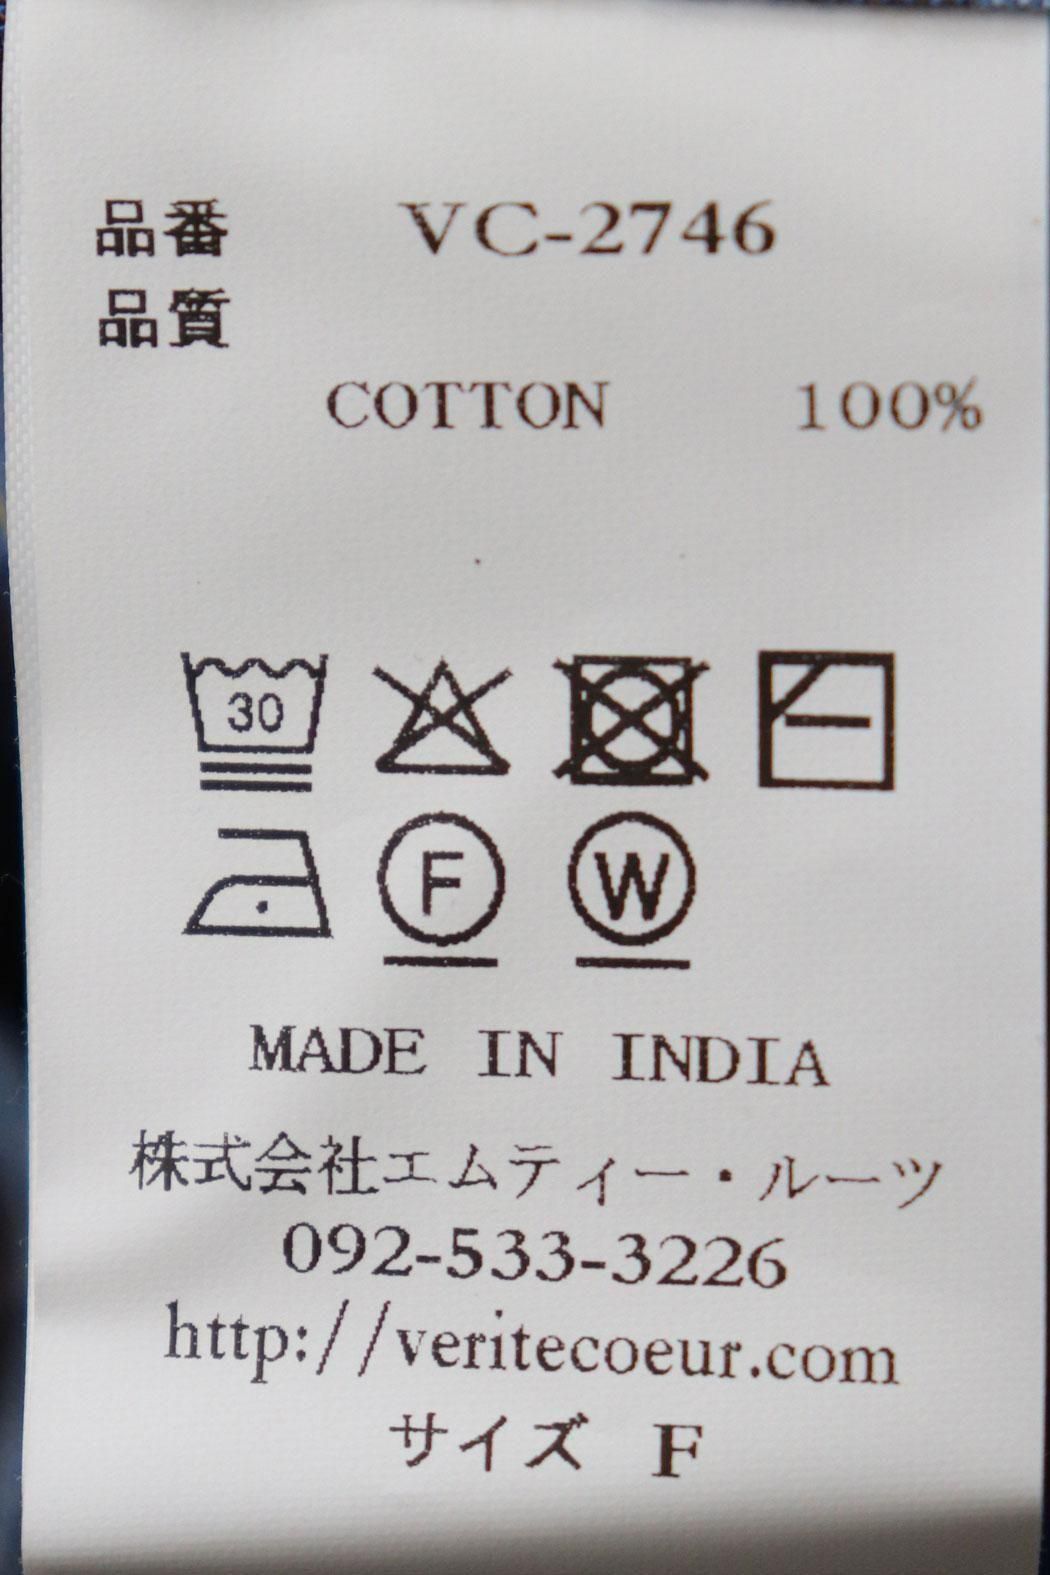 品番 VC-2746
品質
COTTON 100%
30
F W
MADE IN INDIA
株式会社エムティー・ルーツ
092-533-3226
http://veritecoeur.com
サイズ F